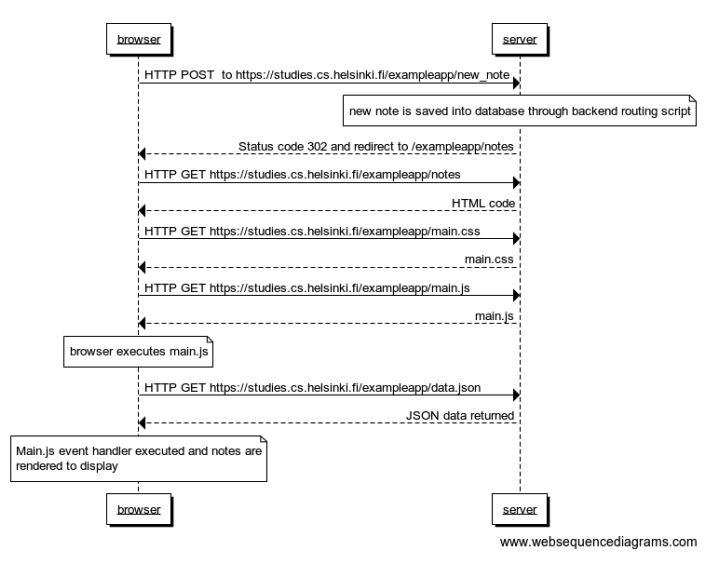 browser
server
HTTP POST  to https://studies.cs.helsinki.fi/exampleapp/new_note
new note is saved into database through backend routing script
Status code 302 and redirect to /exampleapp/notes
HTTP GET https://studies.cs.helsinki.fi/exampleapp/notes
HTML code
HTTP GET https://studies.cs.helsinki.fi/exampleapp/main.css
main.css
HTTP GET https://studies.cs.helsinki.fi/exampleapp/main.js
main.js
browser executes main.js
HTTP GET https://studies.cs.helsinki.fi/exampleapp/data.json
JSON data returned
Main.js event handler executed and notes are
rendered to display
browser
server
www.websequencediagrams.com